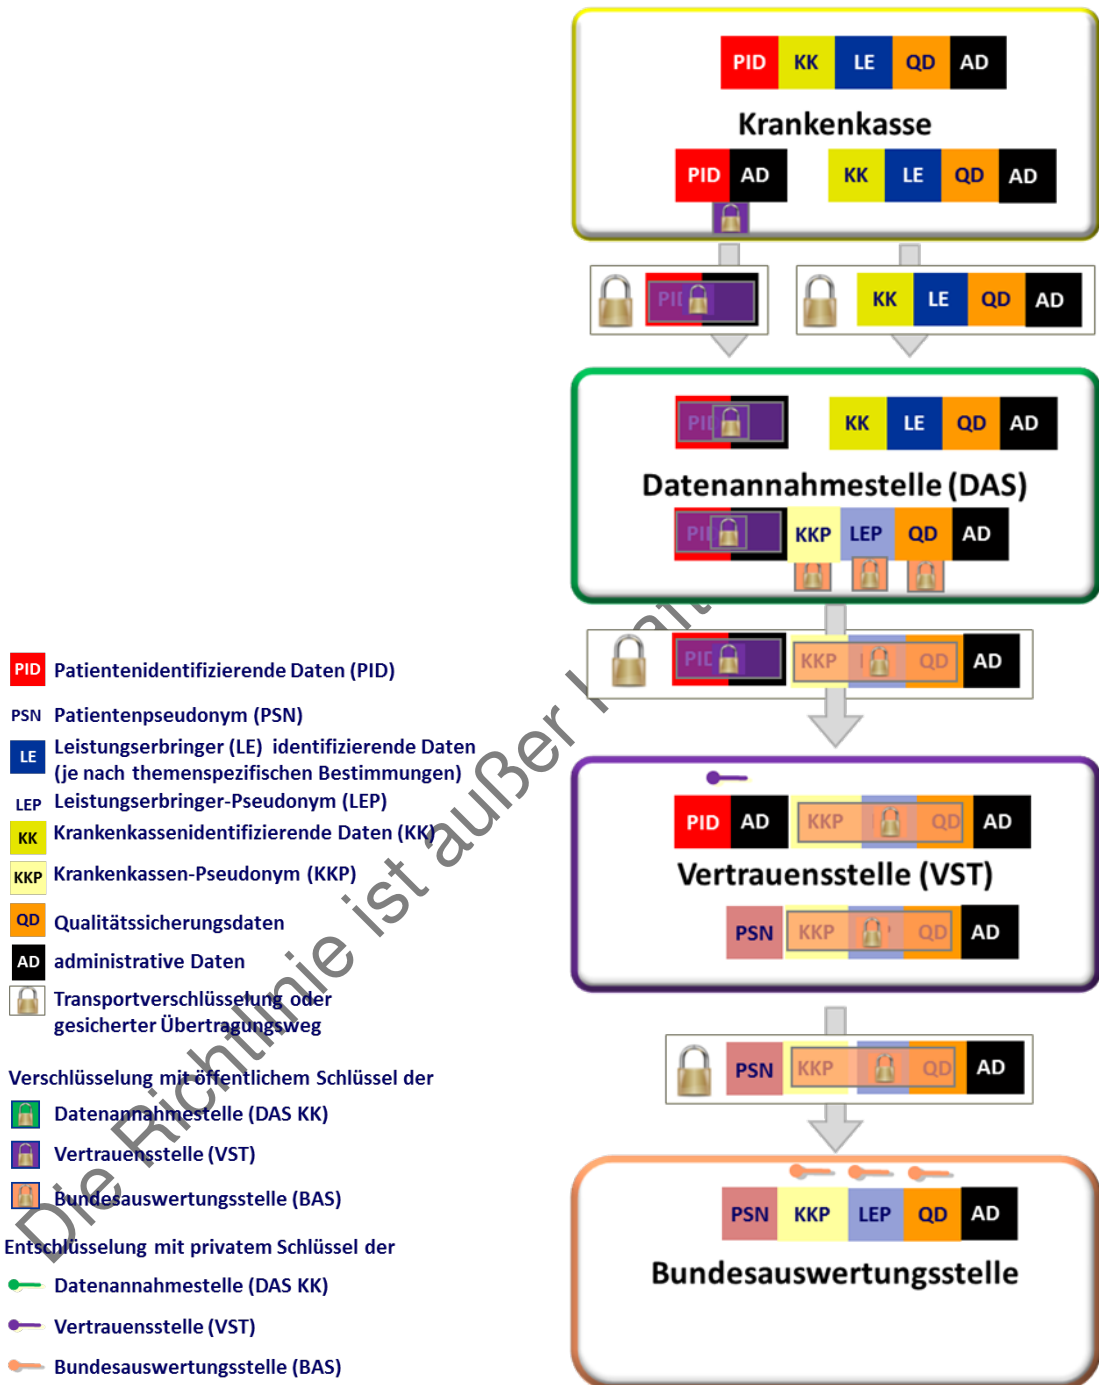 PID KK LE QD AD
Krankenkasse
PID AD KK LE QD AD
PID KK LE QD AD
PID KK LE QD AD
Datenannahmestelle (DAS)
PID KKP LEP QD AD
PID KKP QD AD
PID AD KKP QD AD
Vertrauensstelle (VST)
PSN KKP QD AD
PSN KKP QD AD
PSN KKP LEP QD AD
Bundesauswertungsstelle
PID Patientenidentifizierende Daten (PID)
PSN Patientenpseudonym (PSN)
LE Leistungserbringer (LE) identifizierende Daten
(je nach themenspezifischen Bestimmungen)
LEP Leistungserbringer-Pseudonym (LEP)
KK Krankenkassenidentifizierende Daten (KK)
KKP Krankenkassen-Pseudonym (KKP)
QD Qualitätssicherungsdaten
AD administrative Daten
Transportverschlüsselung oder
gesicherter Übertragungsweg
Verschlüsselung mit öffentlichem Schlüssel der
Datenannahmestelle (DAS KK)
Vertrauensstelle (VST)
Bundesauswertungsstelle (BAS)
Entschlüsselung mit privatem Schlüssel der
Datenannahmestelle (DAS KK)
Vertrauensstelle (VST)
Bundesauswertungsstelle (BAS)
Die Richtlinie ist außer Kraft